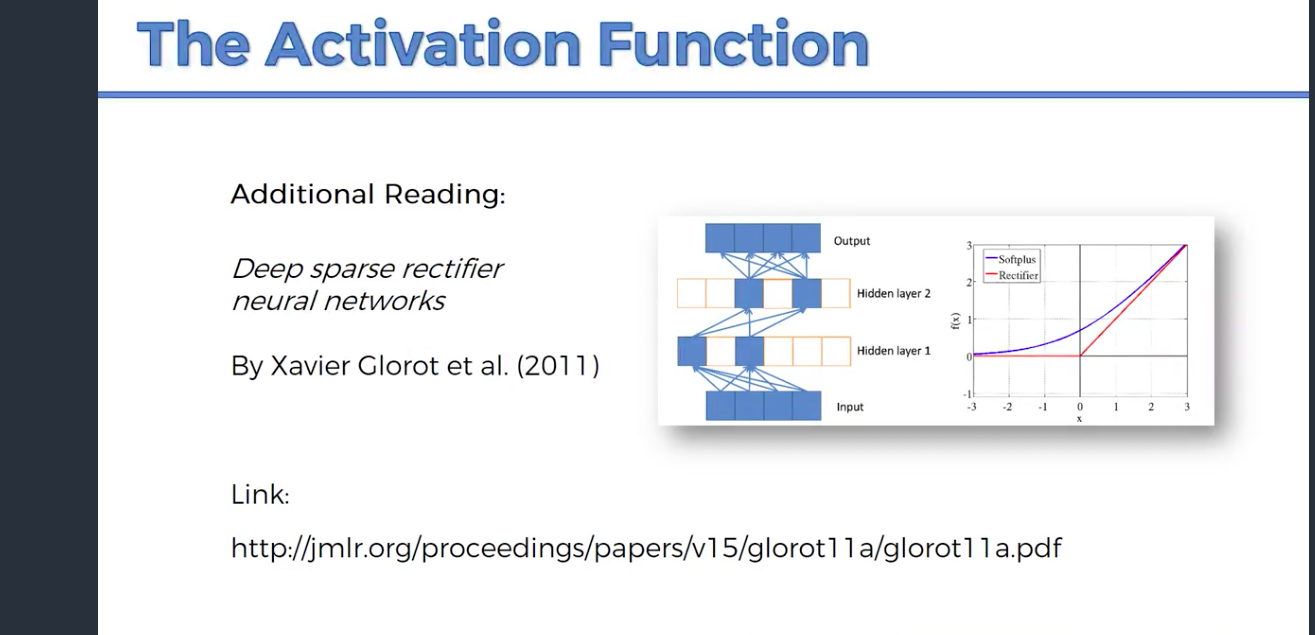 The Activation Function
Additional Reading:
Deep sparse rectifier
neural networks
By Xavier Glorot et al. (2011)
Output
Hidden layer 2
Hidden layer 1
Input
Softplus
Rectifier
3
2
1
0
-1
f(x)
-3 -2 -1 0 1 2 3
x
Link:
http://jmlr.org/proceedings/papers/v15/glorot11a/glorot11a.pdf